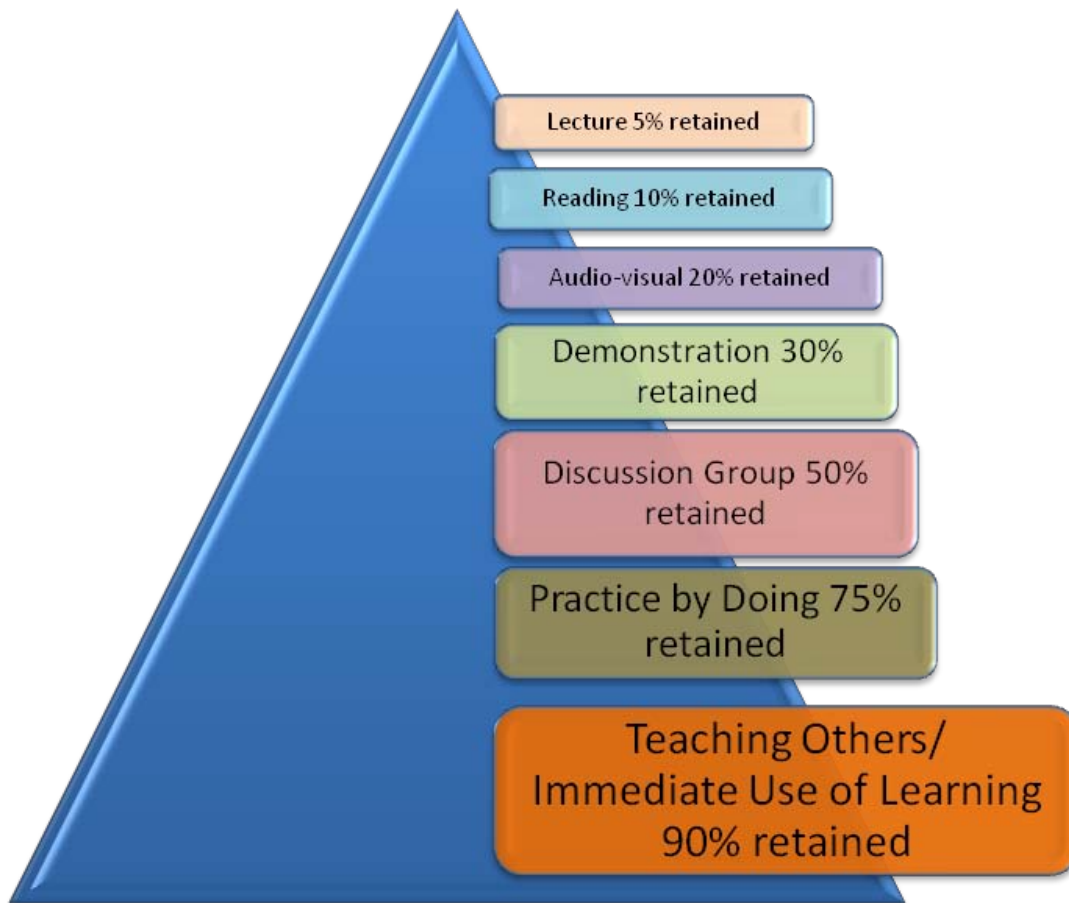 Lecture 5% retained
Reading 10% retained
Audio-visual 20% retained
Demonstration 30%
retained
Discussion Group 50%
retained
Practice by Doing 75%
retained
Teaching Others/
Immediate Use of Learning
90% retained